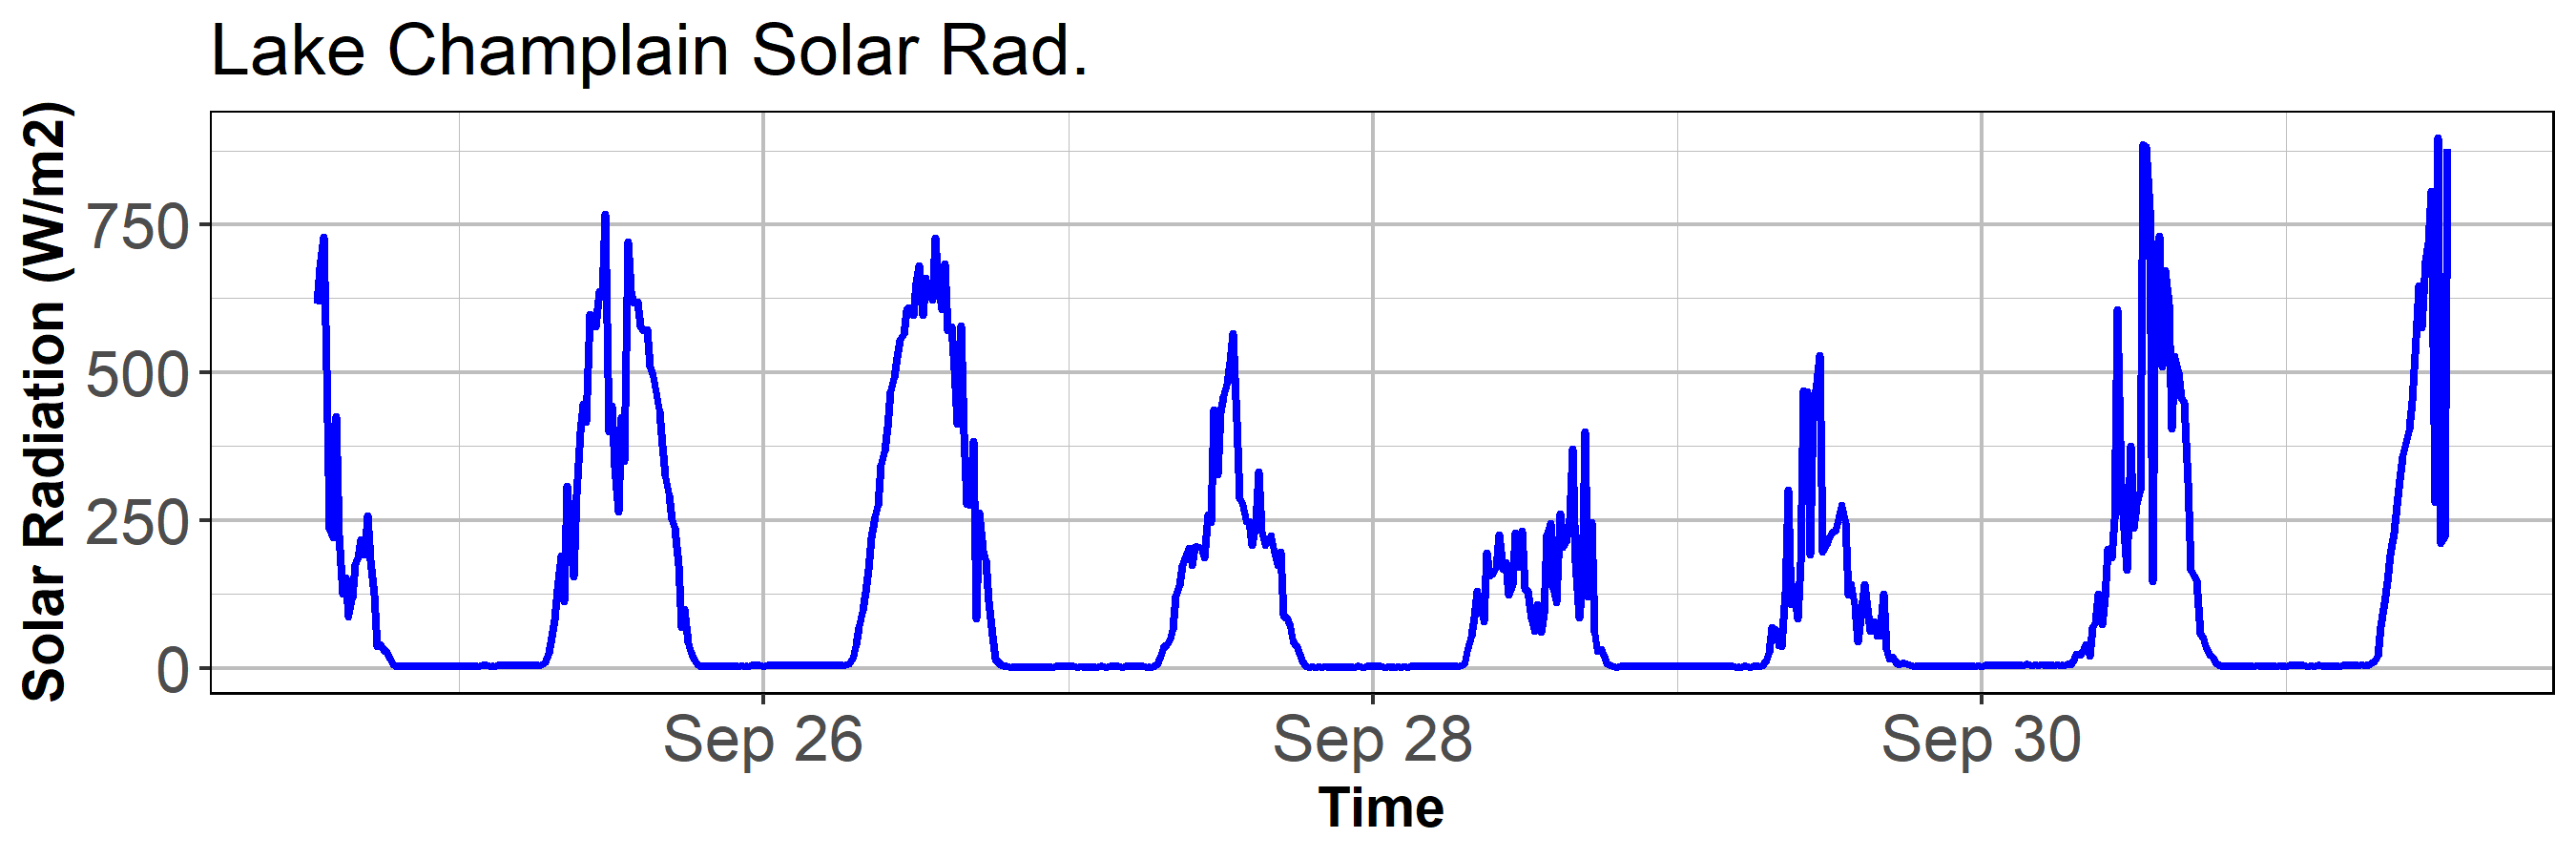 Lake Champlain Solar Rad.
Solar Radiation (W/m2)
750
500
250
0
Sep 26
Sep 28
Sep 30
Time